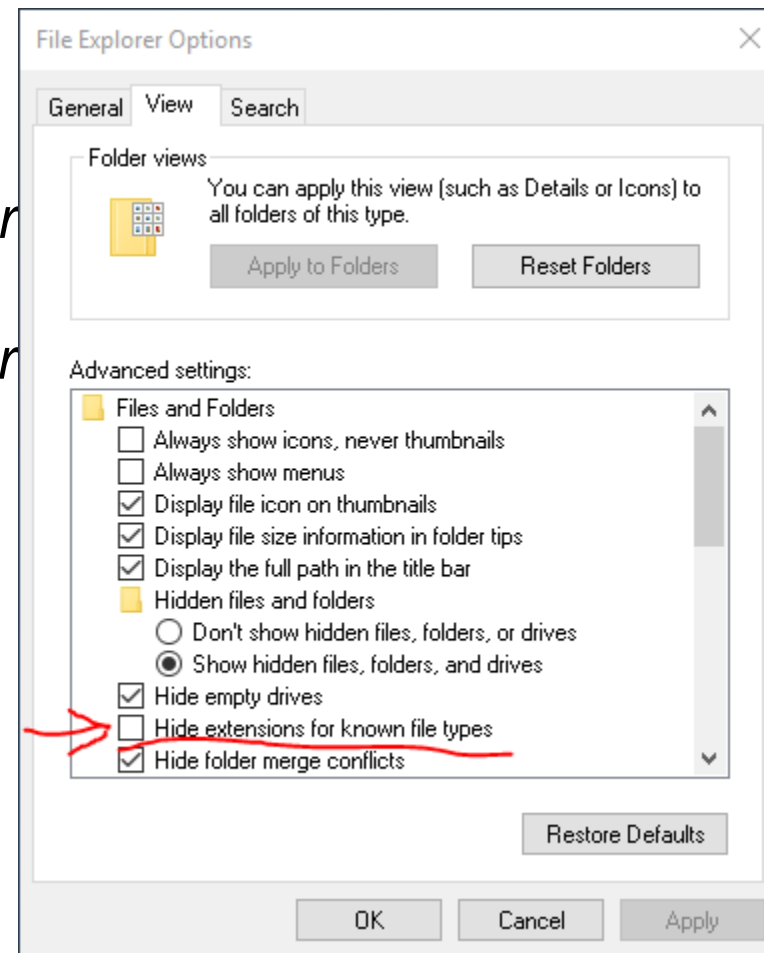 File Explorer Options
General View Search
Folder views
You can apply this view (such as Details or Icons) to
all folders of this type.
Apply to Folders Reset Folders
r
r
Advanced settings:
Files and Folders
Always show icons, never thumbnails
Always show menus
Display file icon on thumbnails
Display file size information in folder tips
Display the full path in the title bar
Hidden files and folders
Don't show hidden files, folders, or drives
Show hidden files, folders, and drives
Hide empty drives
Hide extensions for known file types
Hide folder merge conflicts
Restore Defaults
OK Cancel Apply